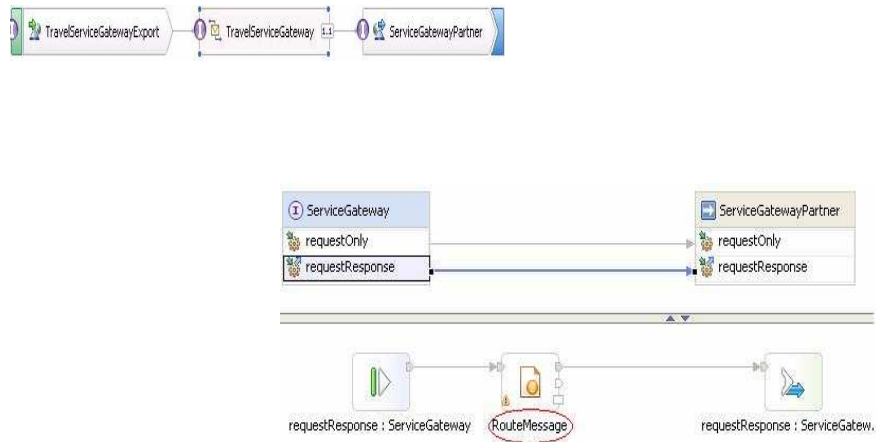 TravelServiceGatewayExport
TravelServiceGateway
1..1
ServiceGatewayPartner
ServiceGateway
ServiceGatewayPartner
requestOnly
requestOnly
requestResponse
requestResponse
requestResponse : ServiceGateway
RouteMessage
requestResponse : ServiceGatew.